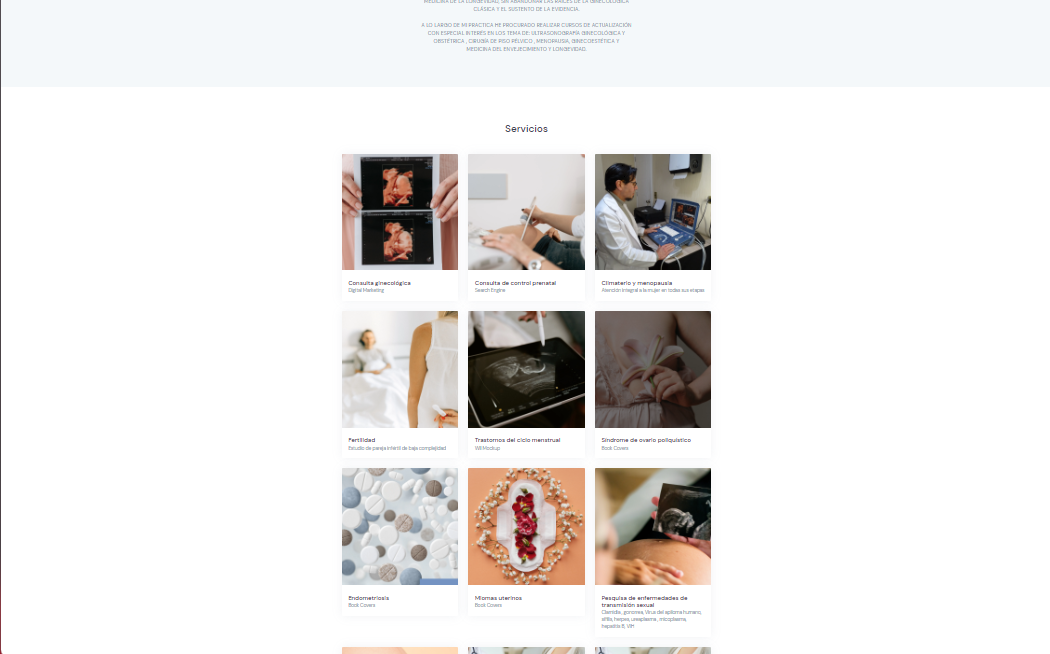 MEDICINA DE LA LONGEVIDAD, SIN ABANDONAR LAS RAÍCES DE LA GINECOLOGÍA
CLÁSICA Y EL SUSTENTO DE LA EVIDENCIA.
A LO LARGO DE MI PRÁCTICA HE PROCURADO REALIZAR CURSOS DE ACTUALIZACIÓN
CON ESPECIAL INTERÉS EN LOS TEMA DE: ULTRASONOGRAFÍA GINECOLÓGICA Y
OBSTÉTRICA , CIRUGÍA DE PISO PÉLVICO , MENOPAUSIA, GINECOESTÉTICA Y
MEDICINA DEL ENVEJECIMIENTO Y LONGEVIDAD.
Servicios
Consulta ginecológica
Digital Marketing
Consulta de control prenatal
Search Engine
Climaterio y menopausia
Atención integral a la mujer en todas sus etapas
Fertilidad
Estudio de pareja infértil de baja complejidad
Trastornos del ciclo menstrual
Will Mockup
Síndrome de ovario poliquístico
Book Covers
Endometriosis
Book Covers
Miomas uterinos
Book Covers
Pesquisa de enfermedades de
transmisión sexual
Clamidia , gonorrea, Virus del epiloma humano,
sífilis, herpes, ureaplasma , micoplasma,
hepatitis B, VIH